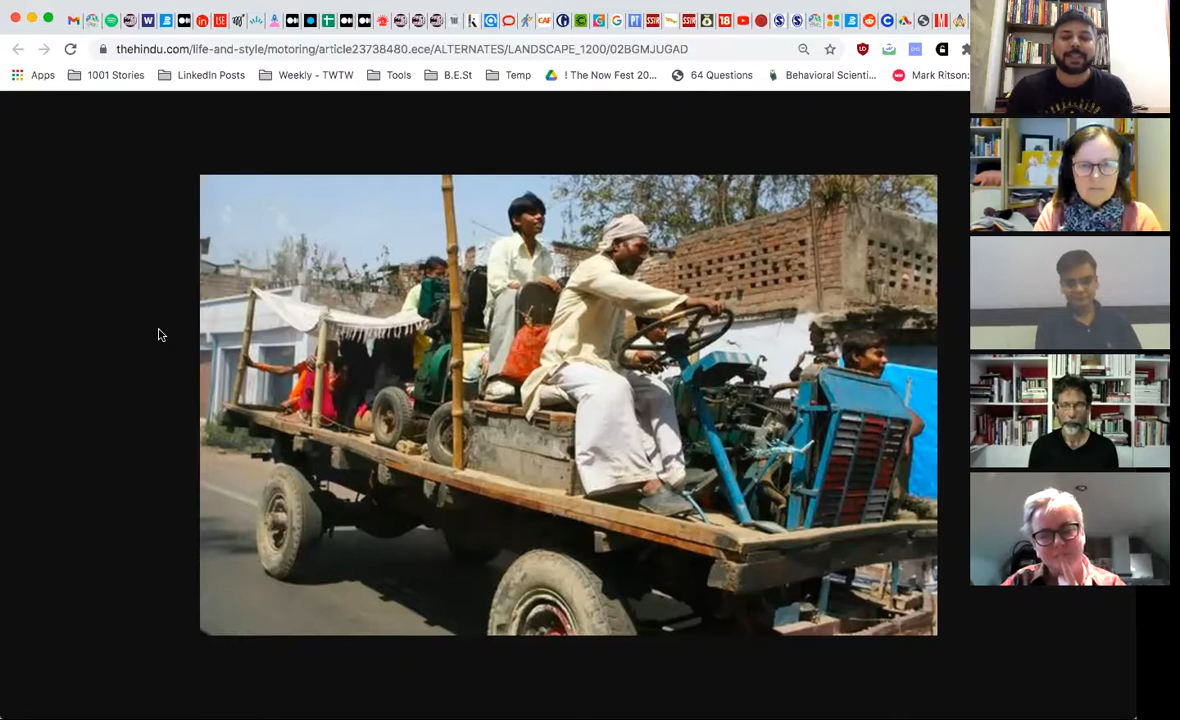 thehindu.com/life-and-style/motoring/article23738480.ece/ALTERNATES/LANDSCAPE_1200/02BGMJUGAD
Apps 1001 Stories LinkedIn Posts Weekly - TWTW Tools B.E.St Temp ! The Now Fest 20... 64 Questions Behavioral Scienti... Mark Ritson: